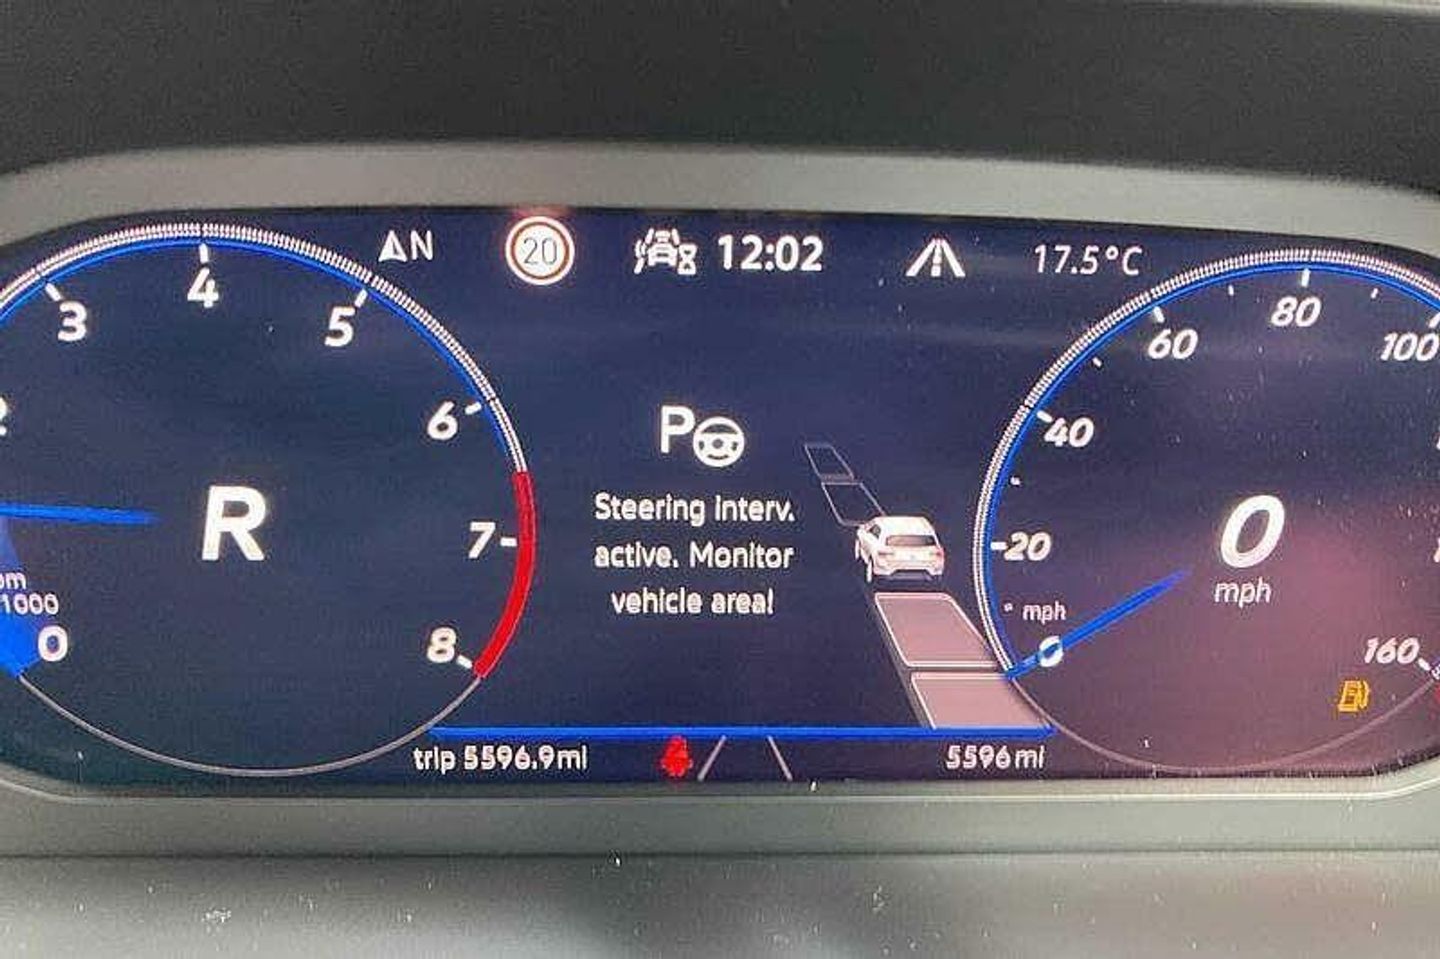 N 20 12:02 17.5°C
3 4 5 6 7 8
R
0
1000
P
Steering interv.
active. Monitor
vehicle area!
0 20 40 60 80 100
mph
0
mph
160
trip 5596.9mi 5596mi